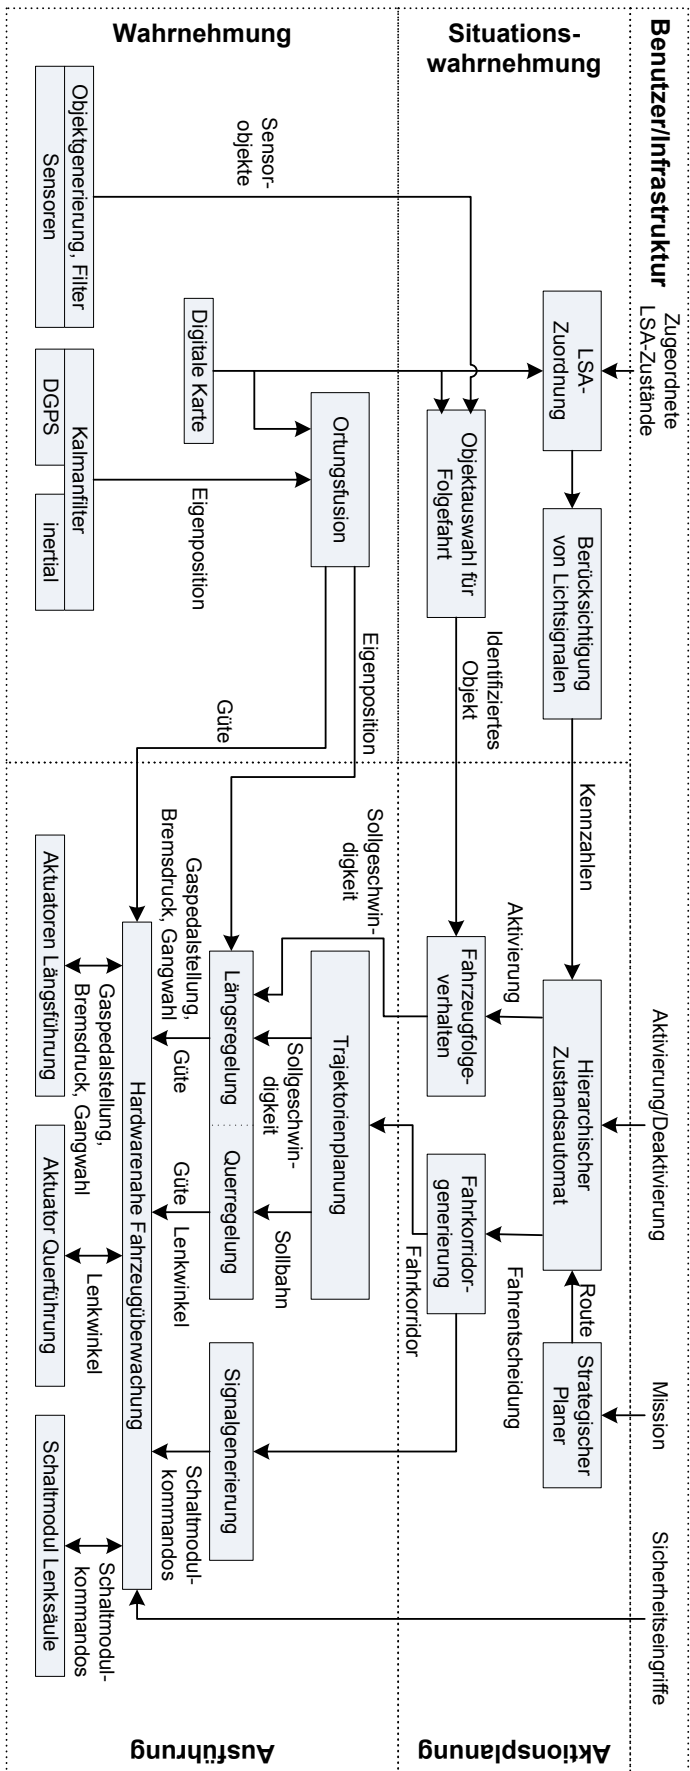 Benutzer/Infrastruktur
Zugeordnete
LSA-Zustände
Aktivierung/Deaktivierung
Mission
Sicherheitseingriffe
Situations-
wahrnehmung
LSA-
Zuordnung
Berücksichtigung
von Lichtsignalen
Kennzahlen
Hierarchischer
Zustandsautomat
Route
Strategischer
Planer
Aktionsplanung
Objektauswahl für
Folgefahrt
Identifiziertes
Objekt
Aktivierung
Fahrentscheidung
Fahrzeugfolge-
verhalten
Fahrkorridor-
generierung
Wahrnehmung
Sensor-
objekte
Ortungsfusion
Eigenposition
Sollgeschwin-
digkeit
Fahrkorridor
Trajektorienplanung
Ausführung
Digitale Karte
Eigenposition
Güte
Sollgeschwin-
digkeit
Sollbahn
Längsregelung
Querregelung
Signalgenerierung
Gaspedalstellung,
Bremsdruck, Gangwahl
Güte
Güte
Lenkwinkel
Schaltmodul-
kommandos
Hardwarenahe Fahrzeugüberwachung
Objektgenerierung, Filter
Sensoren
Kalmanfilter
DGPS
inertial
Gaspedalstellung,
Bremsdruck, Gangwahl
Lenkwinkel
Schaltmodul-
kommandos
Aktuatoren Längsführung
Aktuator Querführung
Schaltmodul Lenksäule